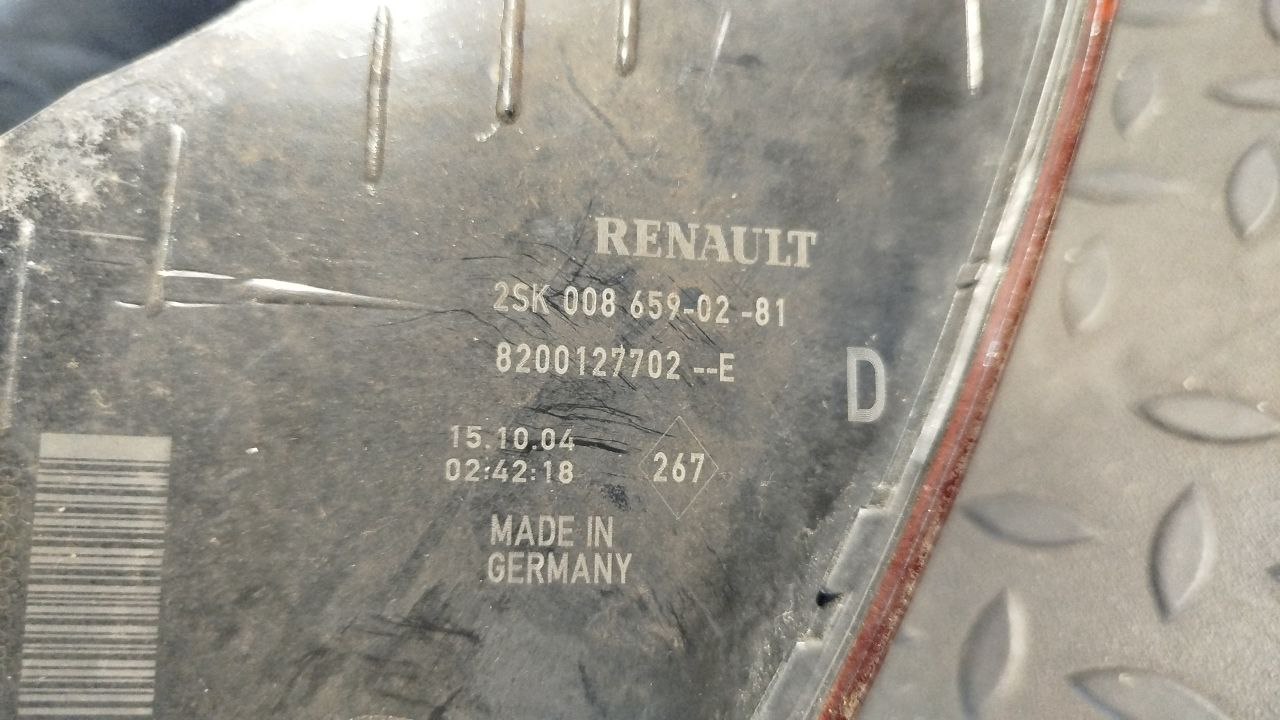 RENAULT
2SK 008 659-02 -81
8200127702 --E
D
15.10.04
02:42:18
267
MADE IN
GERMANY